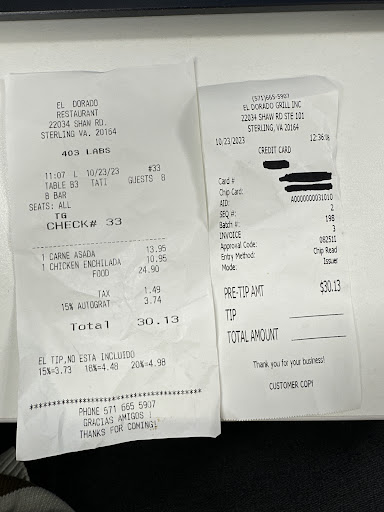 EL DORADO
RESTAURANT
22034 SHAW RD.
STERLING VA. 20164
403 LABS
11:07 L 10/23/23 #33
TABLE B3 TATI GUESTS 8
B BAR
SEATS: ALL
TG
CHECK# 33
1 CARNE ASADA 13.95
1 CHICKEN ENCHILADA 10.95
FOOD 24.90
TAX 1.49
15% AUTOGRAT 3.74
Total 30.13
EL TIP,NO ESTA INCLUIDO
15%=3.73 18%=4.48 20%=4.98
PHONE 571 665 5907
GRACIAS AMIGOS !
THANKS FOR COMING!
(571)665-5907
EL DORADO GRILL INC
22034 SHAW RD STE 101
STERLING, VA 20164
10/23/2023 12:36:
CREDIT CARD
Card #
Chip Card:
AID: A0000000031010
SEQ #: 2
Batch #: 198
INVOICE 3
Approval Code: 082511
Entry Method: Chip Read
Mode: Issuer
PRE-TIP AMT $30.13
TIP
TOTAL AMOUNT
Thank you for your business!
CUSTOMER COPY